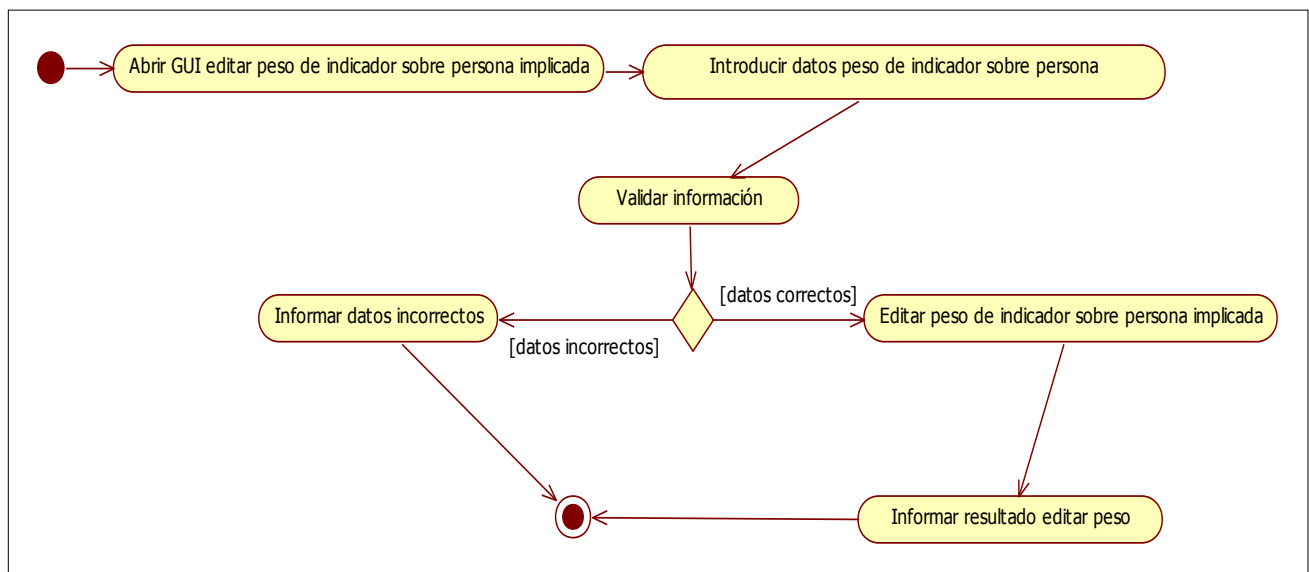 Abrir GUI editar peso de indicador sobre persona implicada
Introducir datos peso de indicador sobre persona
Validar información
[datos correctos]
Informar datos incorrectos
Editar peso de indicador sobre persona implicada
[datos incorrectos]
Informar resultado editar peso